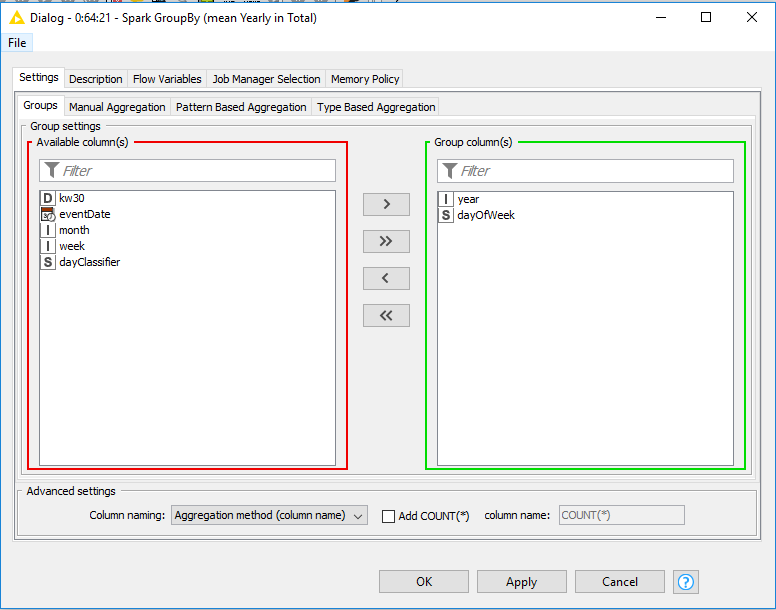 Dialog - 0:64:21 - Spark GroupBy (mean Yearly in Total)
File
Settings Description Flow Variables Job Manager Selection Memory Policy
Groups Manual Aggregation Pattern Based Aggregation Type Based Aggregation
Group settings
Available column(s)
Filter
D kw30
eventDate
I month
I week
S dayClassifier
>
>>
<
<<
Group column(s)
Filter
I year
S dayOfWeek
Advanced settings
Column naming: Aggregation method (column name) Add COUNT(*) column name: COUNT(*)
OK Apply Cancel ?